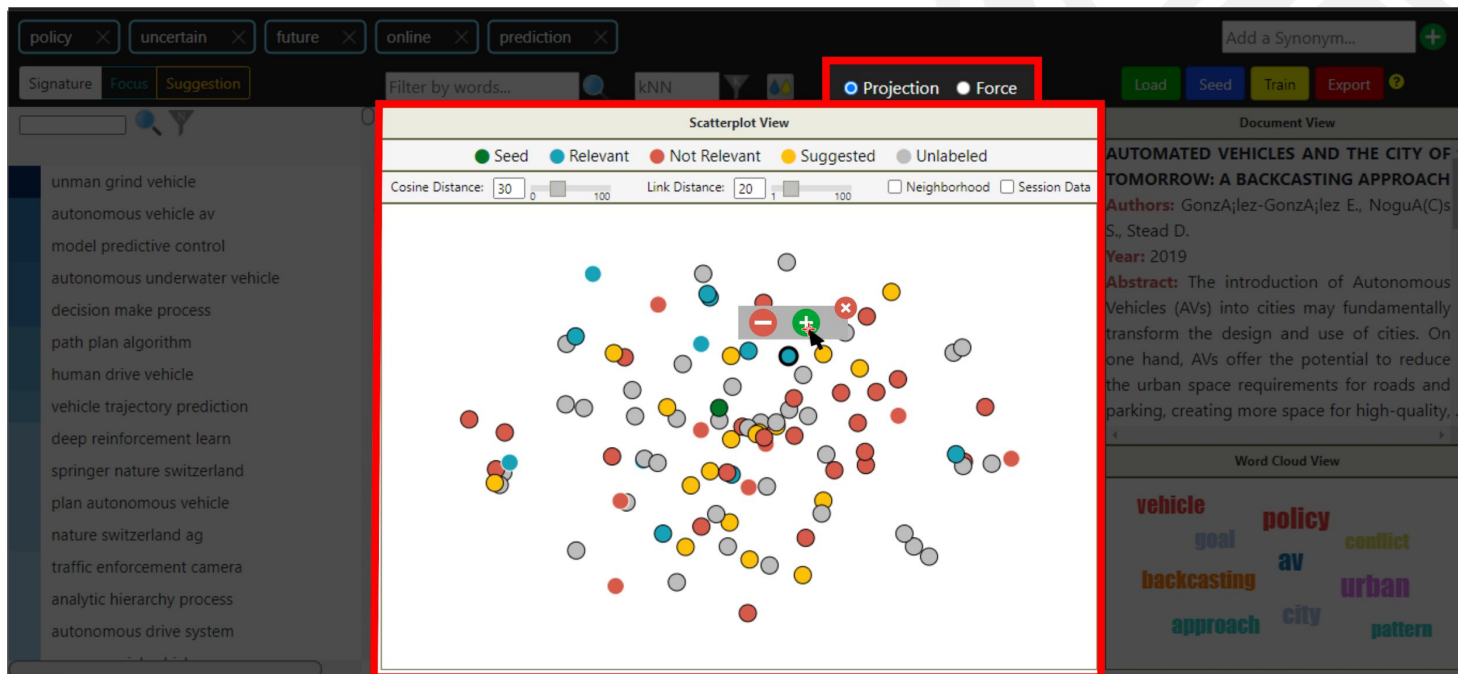 policy × uncertain × future × online × prediction × Add a Synonym...
Signature Focus Suggestion Filter by words... kNN Projection Force Load Seed Train Export ?
Scatterplot View
Seed Relevant Not Relevant Suggested Unlabeled
Cosine Distance: 30 0 100 Link Distance: 20 1 100 Neighborhood Session Data
unman grind vehicle
autonomous vehicle av
model predictive control
autonomous underwater vehicle
decision make process
path plan algorithm
human drive vehicle
vehicle trajectory prediction
deep reinforcement learn
springer nature switzerland
plan autonomous vehicle
nature switzerland ag
traffic enforcement camera
analytic hierarchy process
autonomous drive system
Document View
AUTOMATED VEHICLES AND THE CITY OF
TOMORROW: A BACKCASTING APPROACH
Authors: GonzA¡lez-GonzA¡lez E., NoguA(C)s
S., Stead D.
Year: 2019
Abstract: The introduction of Autonomous
Vehicles (AVs) into cities may fundamentally
transform the design and use of cities. On
one hand, AVs offer the potential to reduce
the urban space requirements for roads and
parking, creating more space for high-quality,
Word Cloud View
vehicle policy
goal conflict
av
backcasting urban
approach city pattern